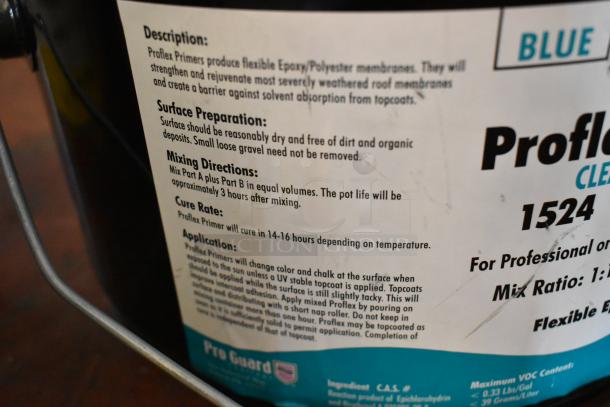 BLUE
Description:
Proflex Primers produce flexible Epoxy/Polyester membranes. They will
strengthen and rejuvenate most severely weathered roof membranes
and create a barrier against solvent absorption from topcoats.
Surface Preparation:
Surface should be reasonably dry and free of dirt and organic
deposits. Small loose gravel need not be removed.
Mixing Directions:
Mix Part A plus Part B in equal volumes. The pot life will be
approximately 3 hours after mixing.
Cure Rate:
Proflex Primer will cure in 14-16 hours depending on temperature.
Application:
Proflex Primers will change color and chalk at the surface when
exposed to the sun unless a UV stable topcoat is applied. Topcoats
should be applied while the surface is still slightly tacky. This will
improve intercoat adhesion. Apply mixed Proflex by pouring on
surface and distributing with a short nap roller. Do not keep in
mixing container more than one hour. Proflex may be topcoated as
soon as it is sufficiently solid to permit application. Completion of
cure is independent of that of topcoat.
Profle
CLE
1524
For Professional or
Mix Ratio: 1:1
Flexible E
Pro Guard
Ingredient C.A.S. #
Reaction product of Epichlorohydrin
Maximum VOC Content:
0.33 Lbs/Gal
39 Grams/Liter